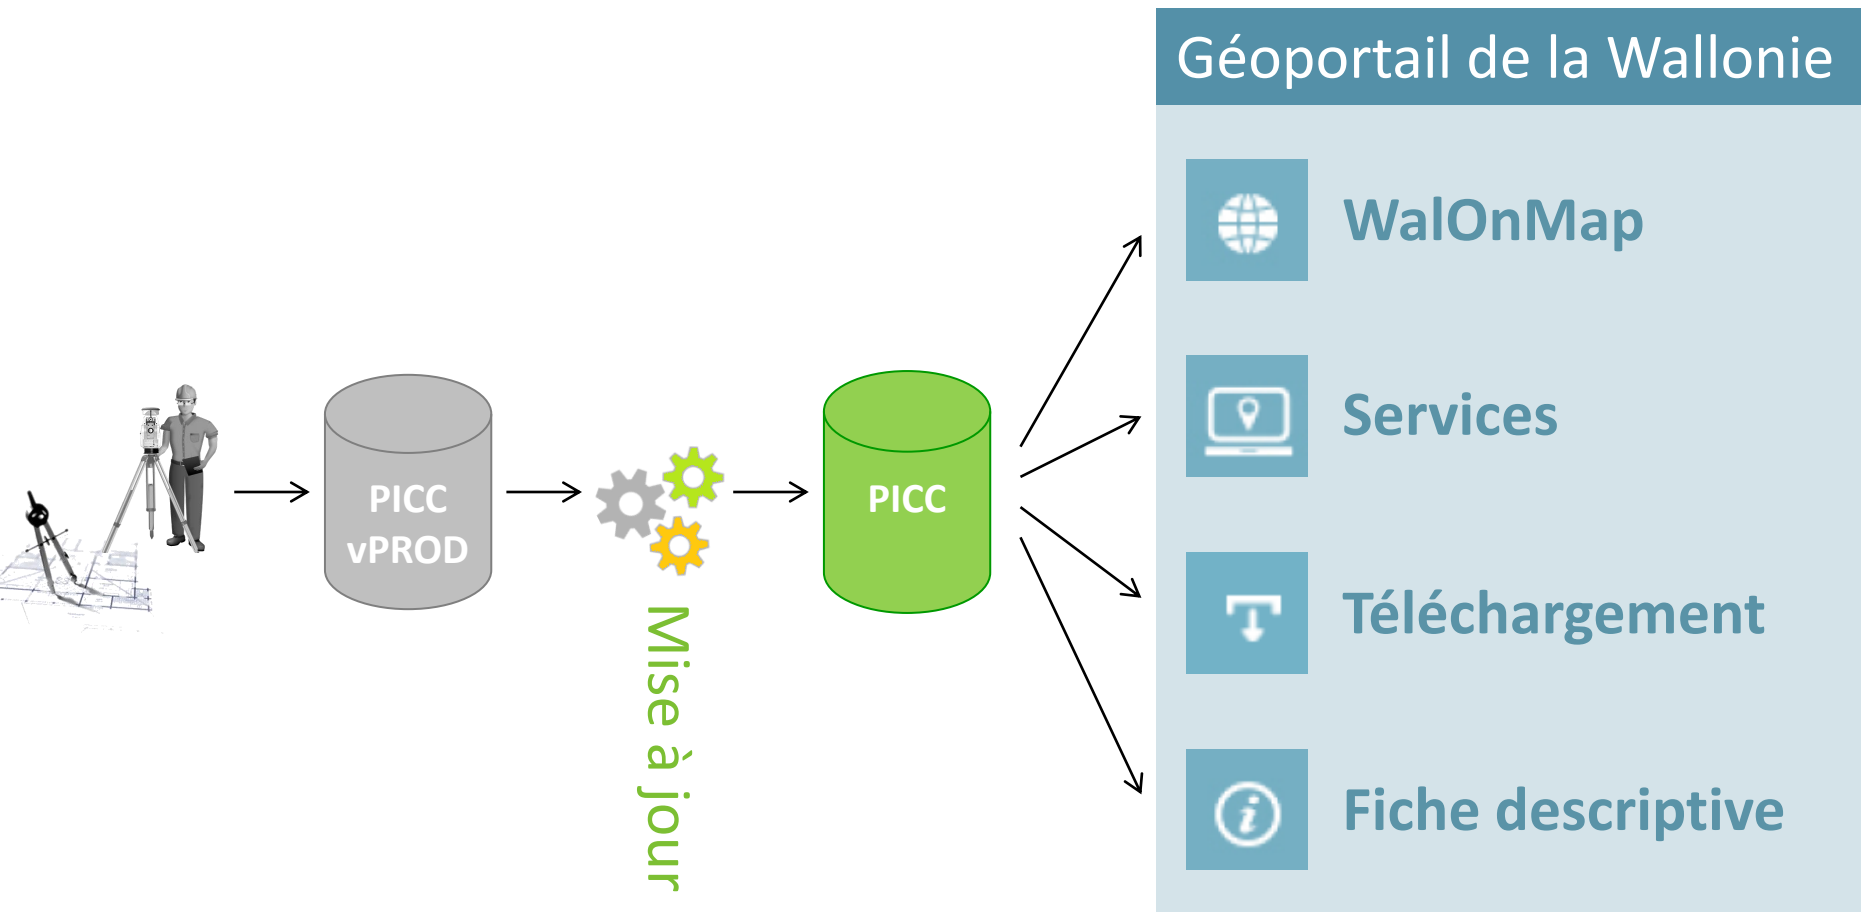 Géoportail de la Wallonie
WalOnMap
Services
Téléchargement
Fiche descriptive
PICC
vPROD
Mise à jour
PICC